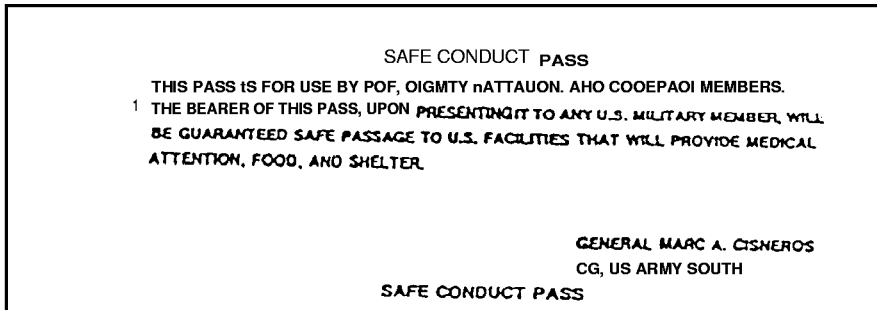 SAFE CONDUCT PASS
THIS PASS tS FOR USE BY POF, OIGMTY nATTAUON. AHO COOEPAOI MEMBERS.
1 THE BEARER OF THIS PASS, UPON PRESENTING IT TO ANY U.S. MILITARY MEMBER, WILL
BE GUARANTEED SAFE PASSAGE TO U.S. FACILITIES THAT WILL PROVIDE MEDICAL
ATTENTION, FOOD, AND SHELTER
GENERAL MARC A. CISNEROS
CG, US ARMY SOUTH
SAFE CONDUCT PASS